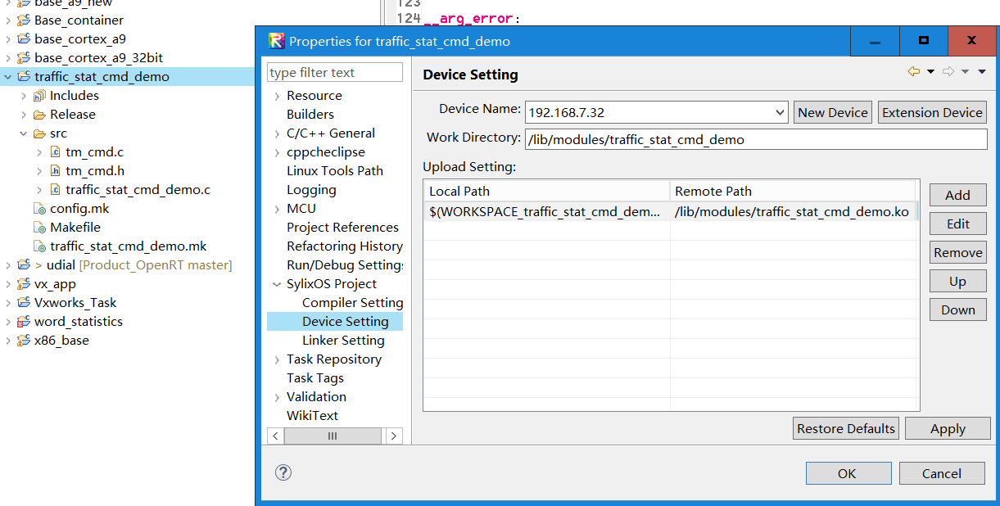 base_a9_new
Base_container
base_cortex_a9
base_cortex_a9_32bit
traffic_stat_cmd_demo
Includes
Release
src
tm_cmd.c
tm_cmd.h
traffic_stat_cmd_demo.c
config.mk
Makefile
traffic_stat_cmd_demo.mk
> udial [Product_OpenRT master]
vx_app
Vxworks_Task
word_statistics
x86_base
123
124 __arg_error:
Properties for traffic_stat_cmd_demo
type filter text
Resource
Builders
C/C++ General
cppcheclipse
Linux Tools Path
Logging
MCU
Project References
Refactoring History
Run/Debug Settings
SylixOS Project
Compiler Setting
Device Setting
Linker Setting
Task Repository
Task Tags
Validation
WikiText
Device Setting
Device Name: 192.168.7.32 New Device Extension Device
Work Directory: /lib/modules/traffic_stat_cmd_demo
Upload Setting:
Local Path Remote Path
$(WORKSPACE_traffic_stat_cmd_dem... /lib/modules/traffic_stat_cmd_demo.ko
Add
Edit
Remove
Up
Down
Restore Defaults Apply
OK Cancel